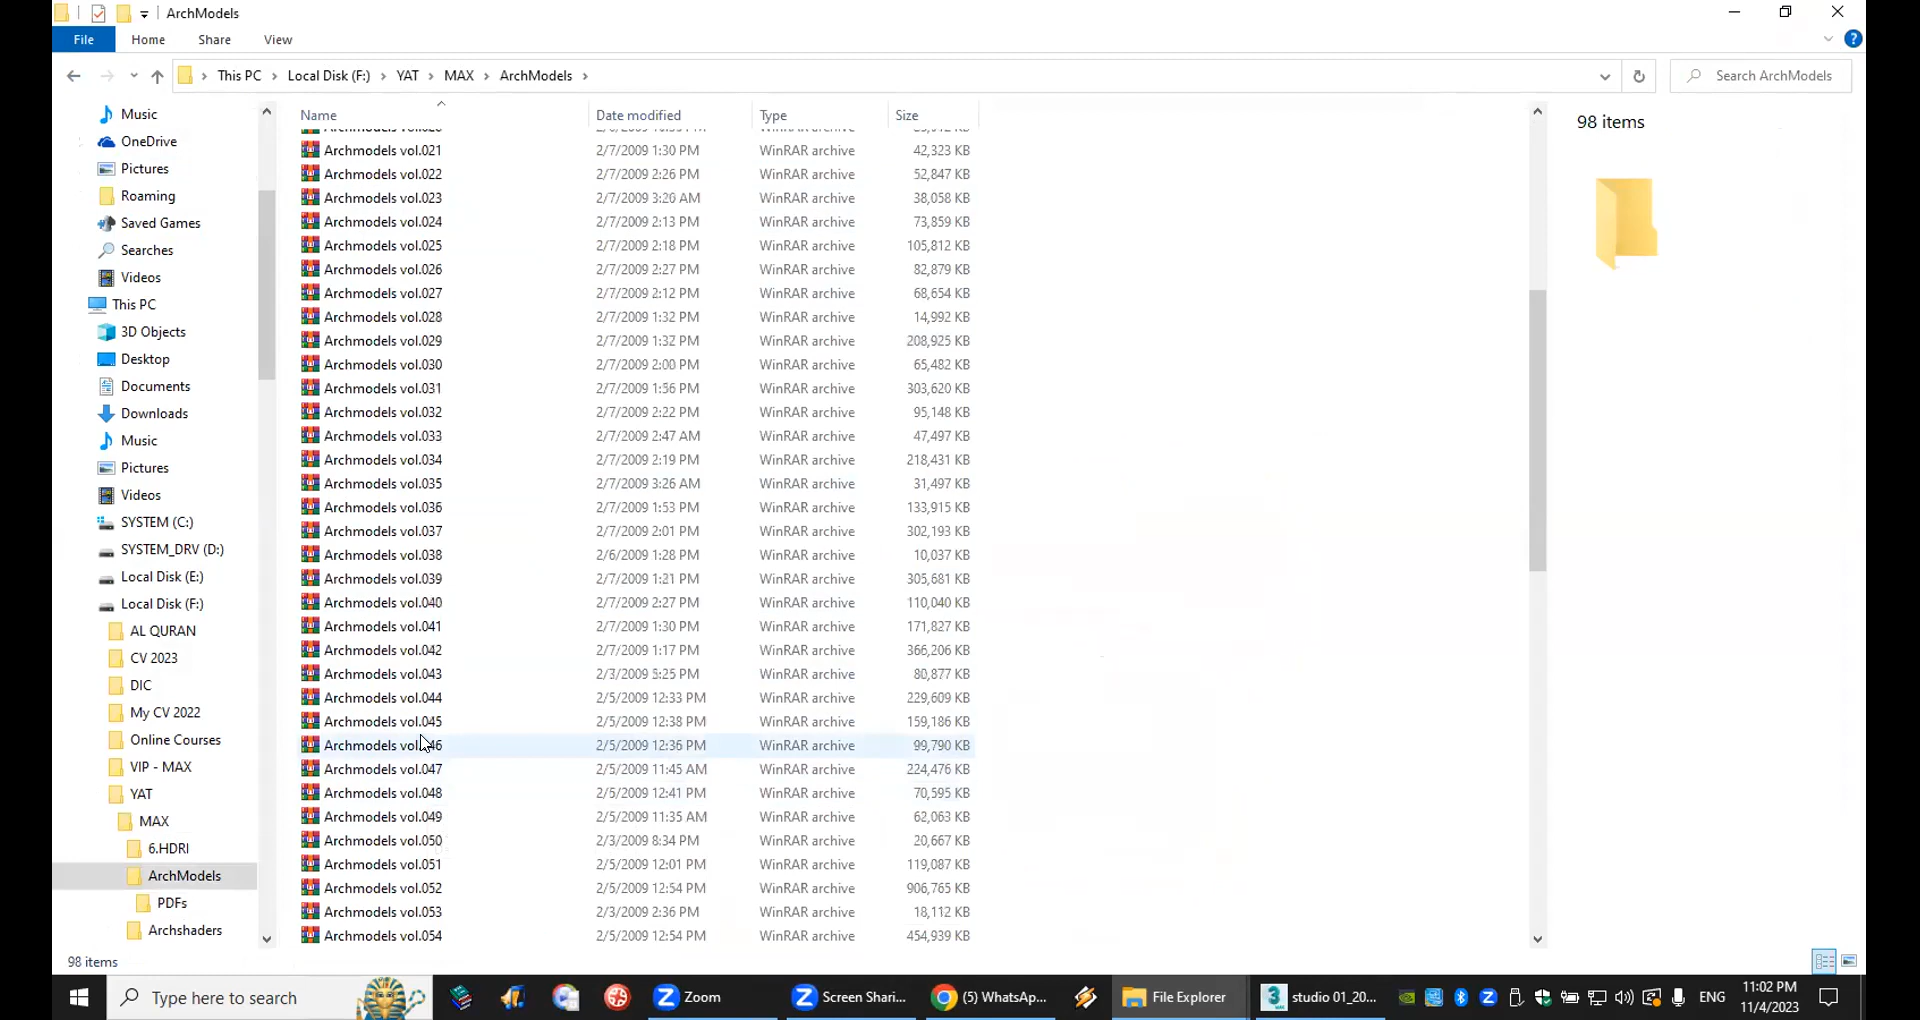 ArchModels
File Home Share View
This PC Local Disk (F:) YAT MAX ArchModels
Search ArchModels
Name Date modified Type Size
Archmodels vol.021 2/7/2009 1:30 PM WinRAR archive 42,323 KB
Archmodels vol.022 2/7/2009 2:26 PM WinRAR archive 52,847 KB
Archmodels vol.023 2/7/2009 3:26 AM WinRAR archive 38,058 KB
Archmodels vol.024 2/7/2009 2:13 PM WinRAR archive 73,859 KB
Archmodels vol.025 2/7/2009 2:18 PM WinRAR archive 105,812 KB
Archmodels vol.026 2/7/2009 2:27 PM WinRAR archive 82,879 KB
Archmodels vol.027 2/7/2009 2:12 PM WinRAR archive 68,654 KB
Archmodels vol.028 2/7/2009 1:32 PM WinRAR archive 14,992 KB
Archmodels vol.029 2/7/2009 1:32 PM WinRAR archive 208,925 KB
Archmodels vol.030 2/7/2009 2:00 PM WinRAR archive 65,482 KB
Archmodels vol.031 2/7/2009 1:56 PM WinRAR archive 303,620 KB
Archmodels vol.032 2/7/2009 2:22 PM WinRAR archive 95,148 KB
Archmodels vol.033 2/7/2009 2:47 AM WinRAR archive 47,497 KB
Archmodels vol.034 2/7/2009 2:19 PM WinRAR archive 218,431 KB
Archmodels vol.035 2/7/2009 3:26 AM WinRAR archive 31,497 KB
Archmodels vol.036 2/7/2009 1:53 PM WinRAR archive 133,915 KB
Archmodels vol.037 2/7/2009 2:01 PM WinRAR archive 302,193 KB
Archmodels vol.038 2/6/2009 1:28 PM WinRAR archive 10,037 KB
Archmodels vol.039 2/7/2009 1:21 PM WinRAR archive 305,681 KB
Archmodels vol.040 2/7/2009 2:27 PM WinRAR archive 110,040 KB
Archmodels vol.041 2/7/2009 1:30 PM WinRAR archive 171,827 KB
Archmodels vol.042 2/7/2009 1:17 PM WinRAR archive 366,206 KB
Archmodels vol.043 2/3/2009 5:25 PM WinRAR archive 80,877 KB
Archmodels vol.044 2/5/2009 12:33 PM WinRAR archive 229,609 KB
Archmodels vol.045 2/5/2009 12:38 PM WinRAR archive 159,186 KB
Archmodels 2/5/2009 12:36 PM WinRAR archive 99,790 KB
Archmodels vol.047 2/5/2009 11:45 AM WinRAR archive 224,476 KB
Archmodels vol.048 2/5/2009 12:41 PM WinRAR archive 70,595 KB
Archmodels vol.049 2/5/2009 11:35 AM WinRAR archive 62,063 KB
Archmodels vol.050 2/3/2009 8:34 PM WinRAR archive 20,667 KB
Archmodels vol.051 2/5/2009 12:01 PM WinRAR archive 119,087 KB
Archmodels vol.052 2/5/2009 12:54 PM WinRAR archive 906,765 KB
Archmodels vol.053 2/3/2009 2:36 PM WinRAR archive 18,112 KB
Archmodels vol.054 2/5/2009 12:54 PM WinRAR archive 454,939 KB
Music
OneDrive
Pictures
Roaming
Saved Games
Searches
Videos
This PC
3D Objects
Desktop
Documents
Downloads
Music
Pictures
Videos
SYSTEM (C:)
SYSTEM_DRV (D:)
Local Disk (E:)
Local Disk (F:)
AL QURAN
CV 2023
DIC
My CV 2022
Online Courses
VIP - MAX
YAT
MAX
6.HDRI
ArchModels
PDFs
Archshaders
98 items
98 items
Type here to search
Zoom
Screen Shari...
(5) WhatsAp...
File Explorer
studio 01_20...
ENG
11:02 PM
11/4/2023